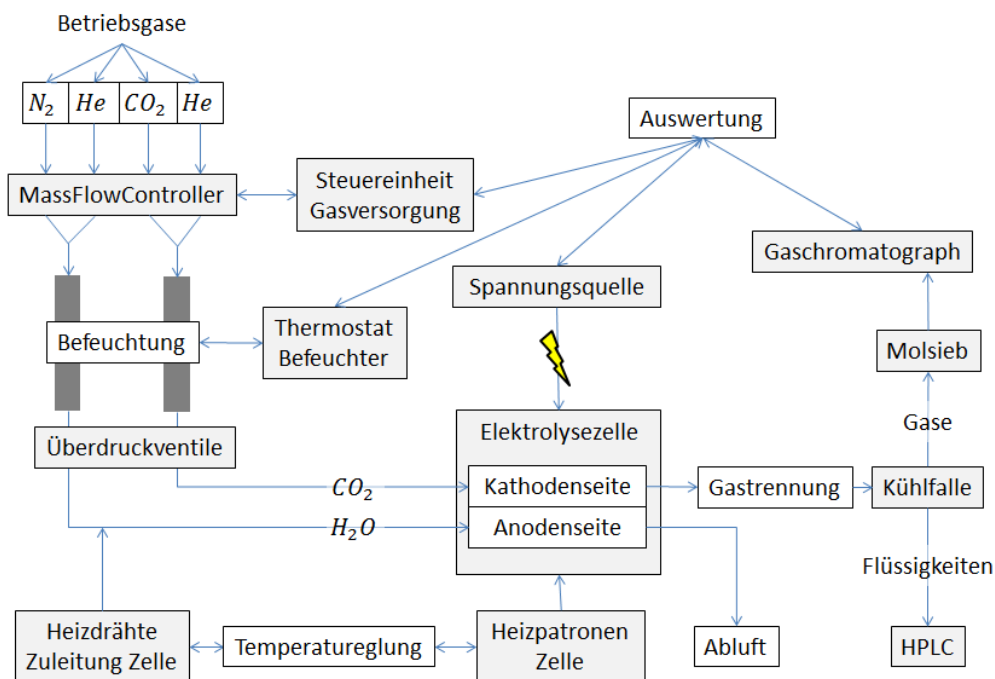 Betriebsgase
N₂ He CO₂ He
Auswertung
MassFlowController
Steuereinheit
Gasversorgung
Gaschromatograph
Spannungsquelle
Befeuchtung
Thermostat
Befeuchter
Molsieb
Gase
Überdruckventile
Elektrolysezelle
CO₂
Kathodenseite
Gastrennung
Kühlfalle
H₂O
Anodenseite
Flüssigkeiten
Heizdrähte
Zuleitung Zelle
Temperatureglung
Heizpatronen
Zelle
Abluft
HPLC